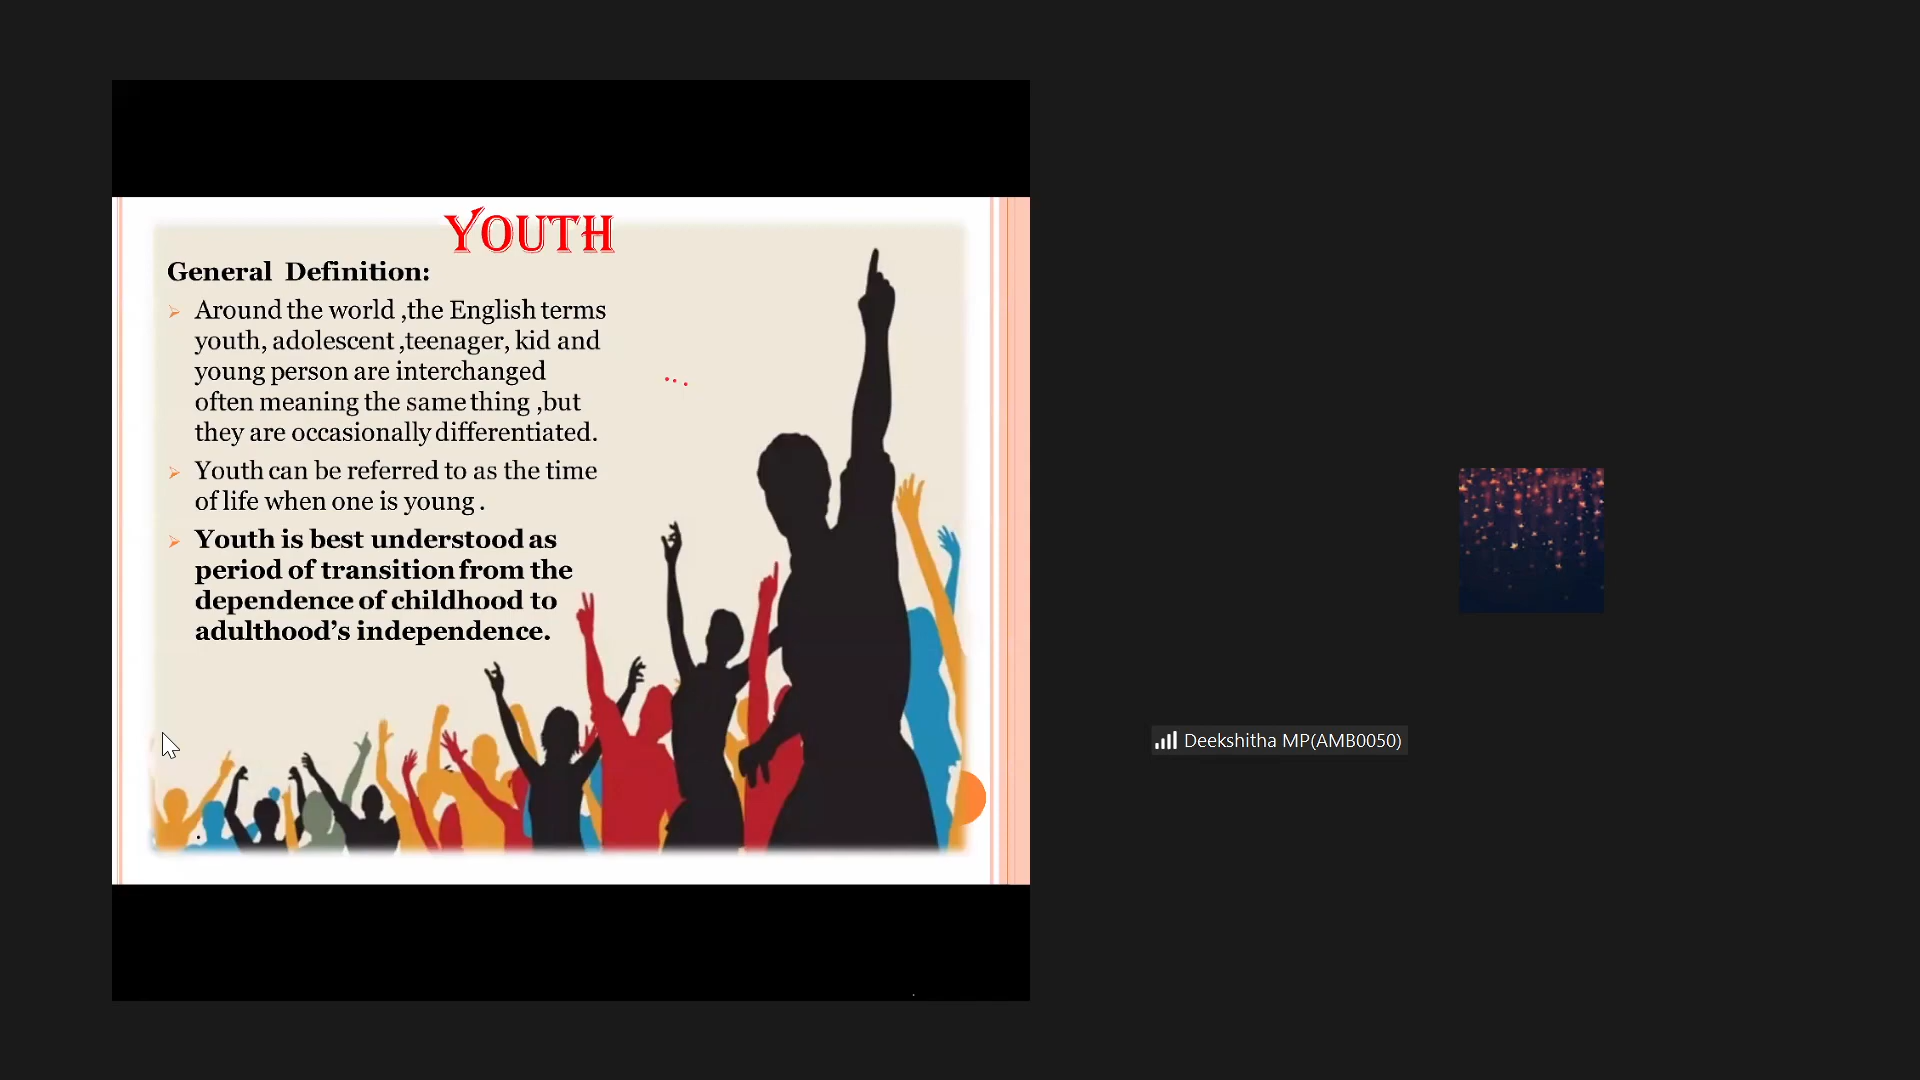 YOUTH
General Definition:
Around the world ,the English terms
youth, adolescent ,teenager, kid and
young person are interchanged
often meaning the same thing ,but
they are occasionally differentiated.
Youth can be referred to as the time
of life when one is young .
Youth is best understood as
period of transition from the
dependence of childhood to
adulthood’s independence.
Deekshitha MP(AMB0050)